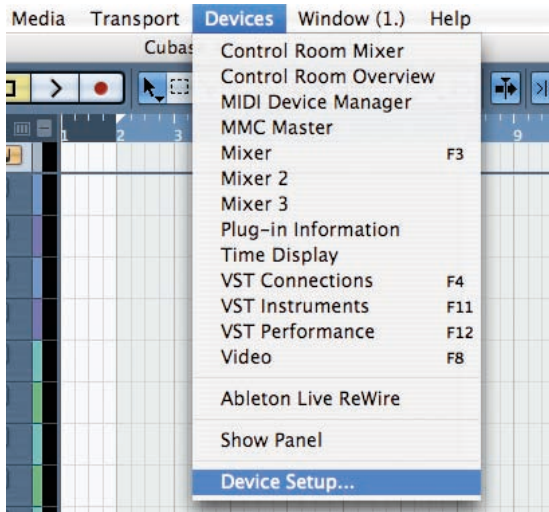 Media Transport Devices Window (1.) Help
Cubas
Control Room Mixer
Control Room Overview
MIDI Device Manager
MMC Master
Mixer F3
Mixer 2
Mixer 3
Plug-in Information
Time Display
VST Connections F4
VST Instruments F11
VST Performance F12
Video F8
Ableton Live ReWire
Show Panel
Device Setup...
1 2 3 9